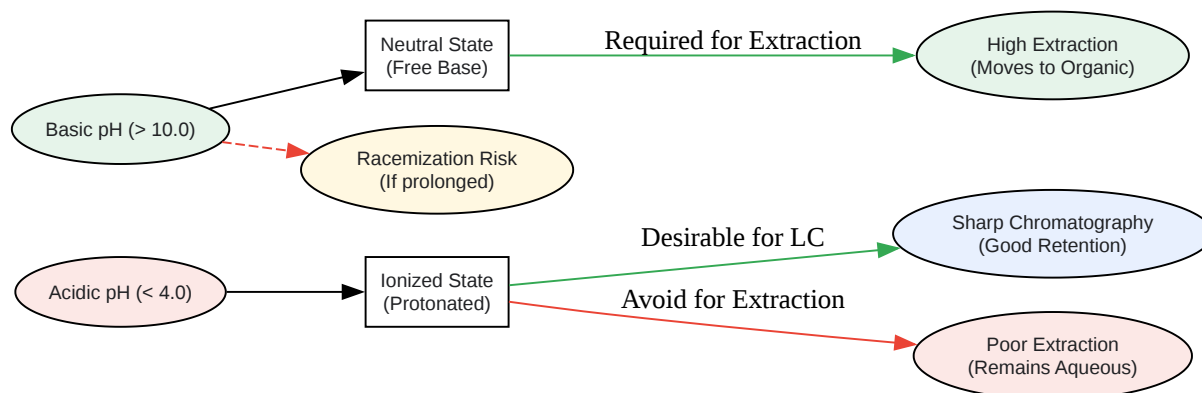 Neutral State
(Free Base)
Required for Extraction
High Extraction
(Moves to Organic)
Basic pH (> 10.0)
Racemization Risk
(If prolonged)
Sharp Chromatography
(Good Retention)
Desirable for LC
Acidic pH (< 4.0)
Ionized State
(Protonated)
Avoid for Extraction
Poor Extraction
(Remains Aqueous)